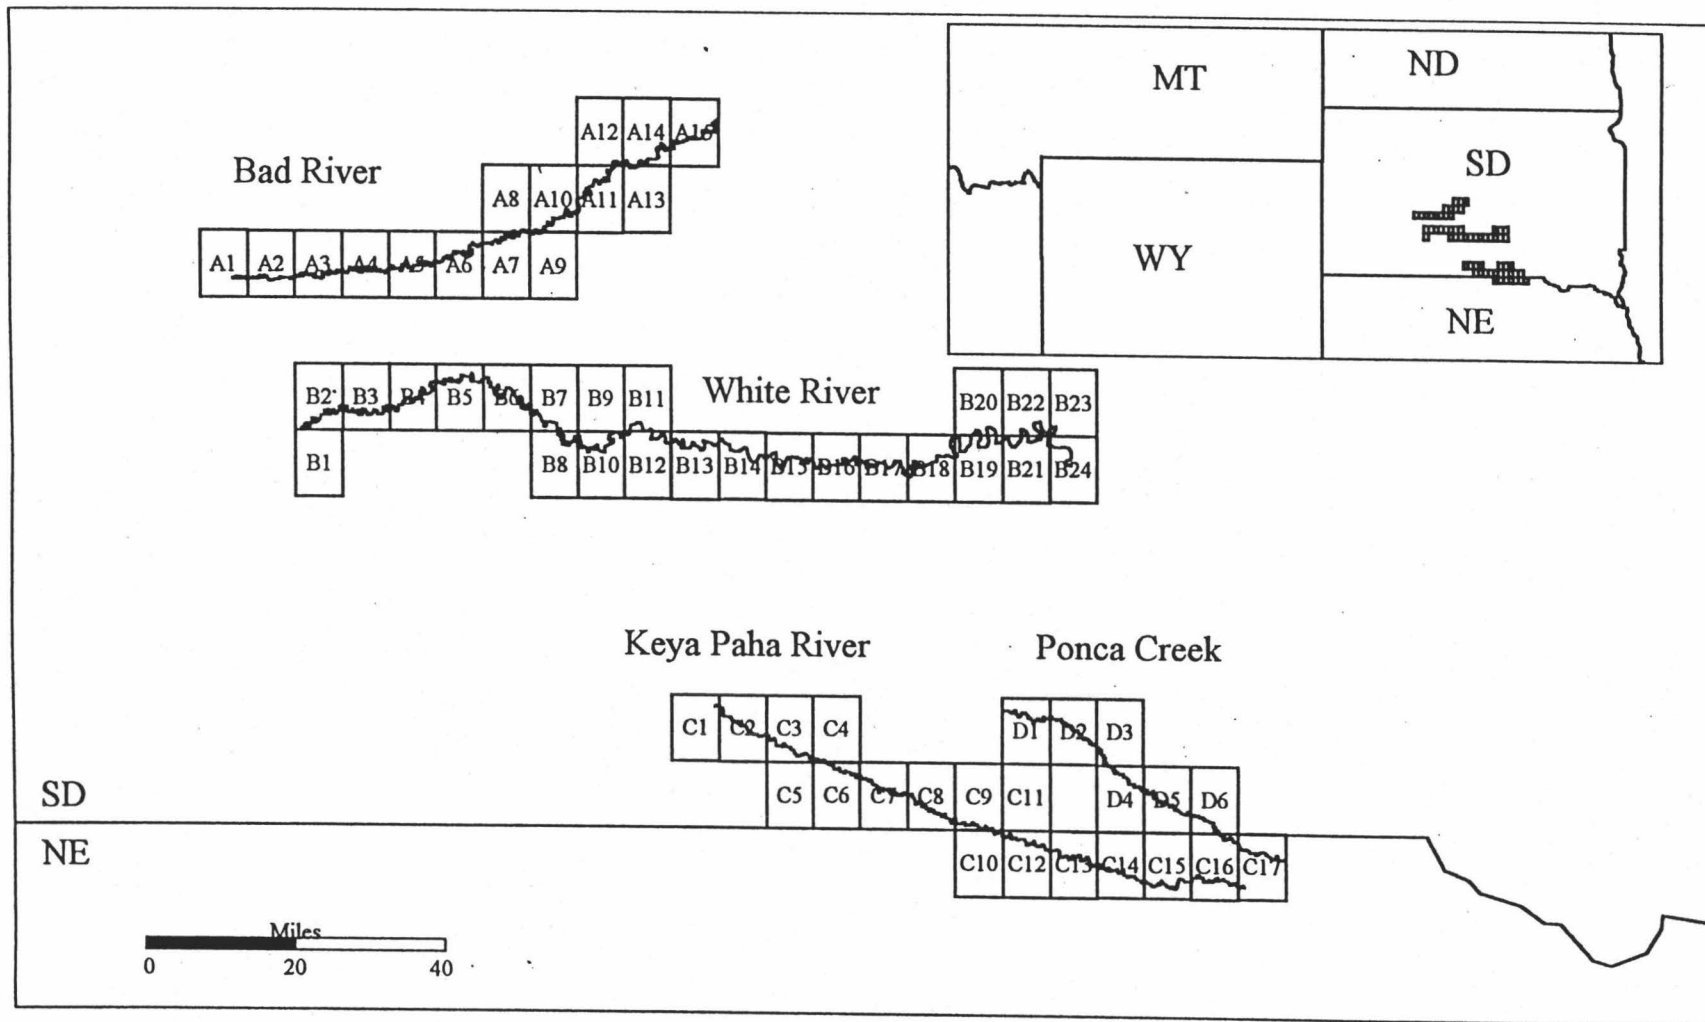 MT
ND
SD
WY
NE
Bad River
A12 A14 A15
A8 A10 A11 A13
A1 A2 A3 A4 A5 A6 A7 A9
White River
B2 B3 B4 B5 B6 B7 B9 B11
B20 B22 B23
B1
B8 B10 B12 B13 B14 B15 B16 B17 B18 B19 B21 B24
Keya Paha River
Ponca Creek
C1 C2 C3 C4
D1 D2 D3
C5 C6 C7 C8 C9 C11
D4 D5 D6
SD
NE
C10 C12 C13 C14 C15 C16 C17
Miles
0 20 40